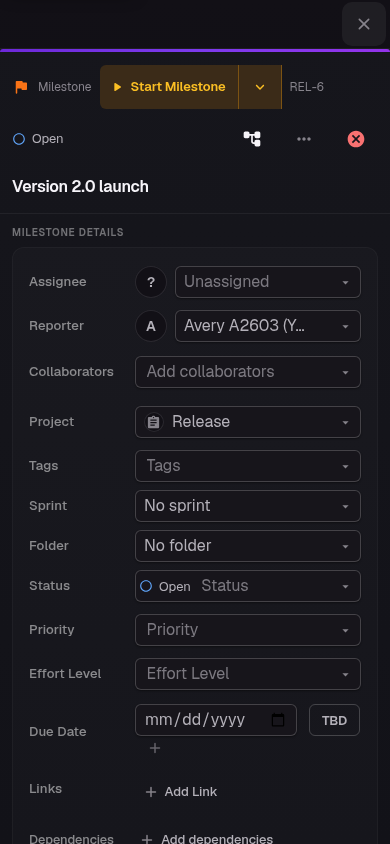 Milestone Start Milestone REL-6
Open
Version 2.0 launch
MILESTONE DETAILS
Assignee ? Unassigned
Reporter A Avery A2603 (Y...
Collaborators Add collaborators
Project Release
Tags Tags
Sprint No sprint
Folder No folder
Status Open Status
Priority Priority
Effort Level Effort Level
Due Date mm/dd/yyyy TBD
Links + Add Link
Dependencies + Add dependencies